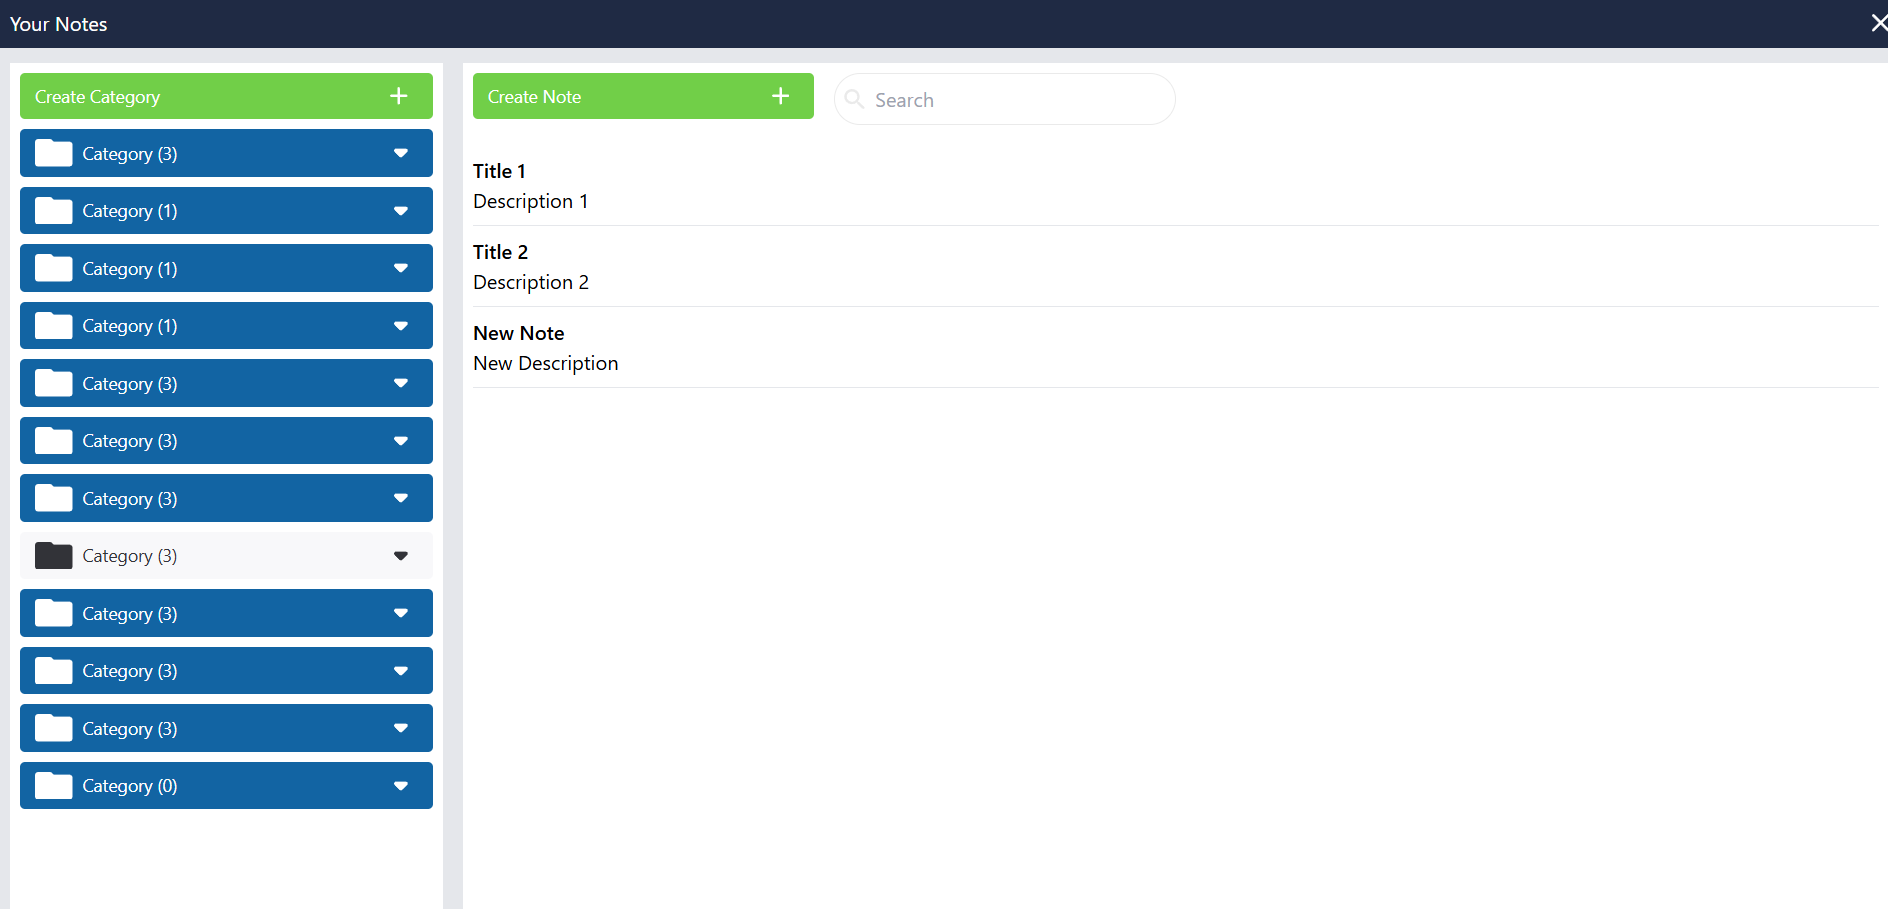 Your Notes
Create Category
Category (3)
Category (1)
Category (1)
Category (1)
Category (3)
Category (3)
Category (3)
Category (3)
Category (3)
Category (3)
Category (3)
Category (0)
Create Note
Search
Title 1
Description 1
Title 2
Description 2
New Note
New Description